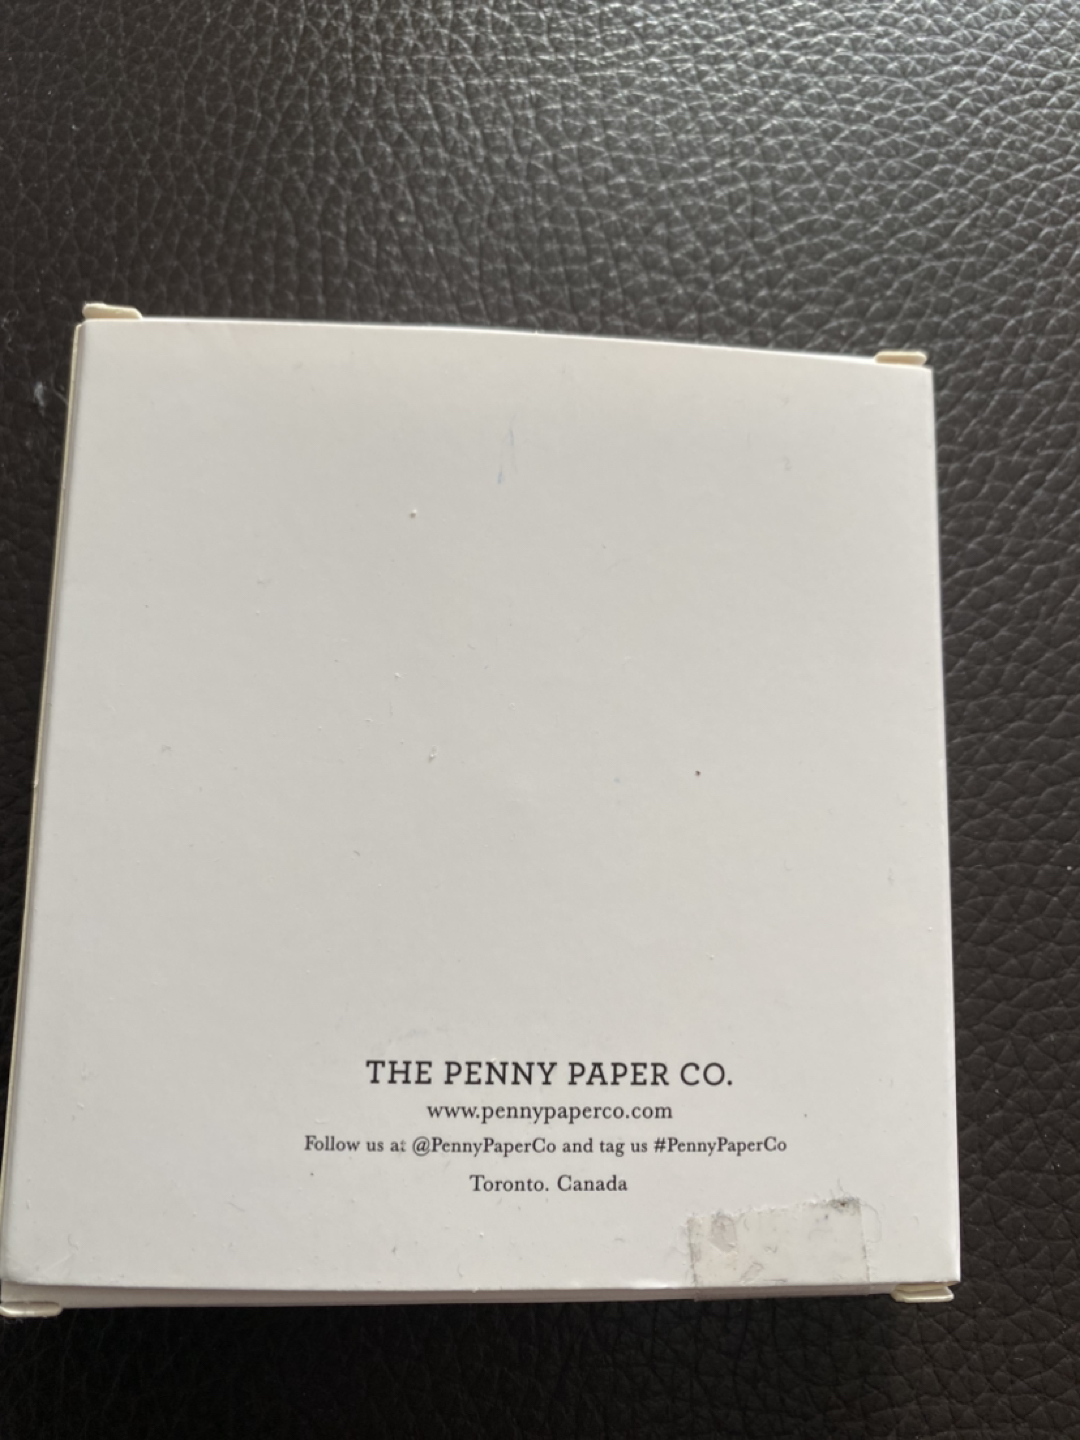 THE PENNY PAPER CO.
www.pennypaperco.com
Follow us at @PennyPaperCo and tag us #PennyPaperCo
Toronto. Canada